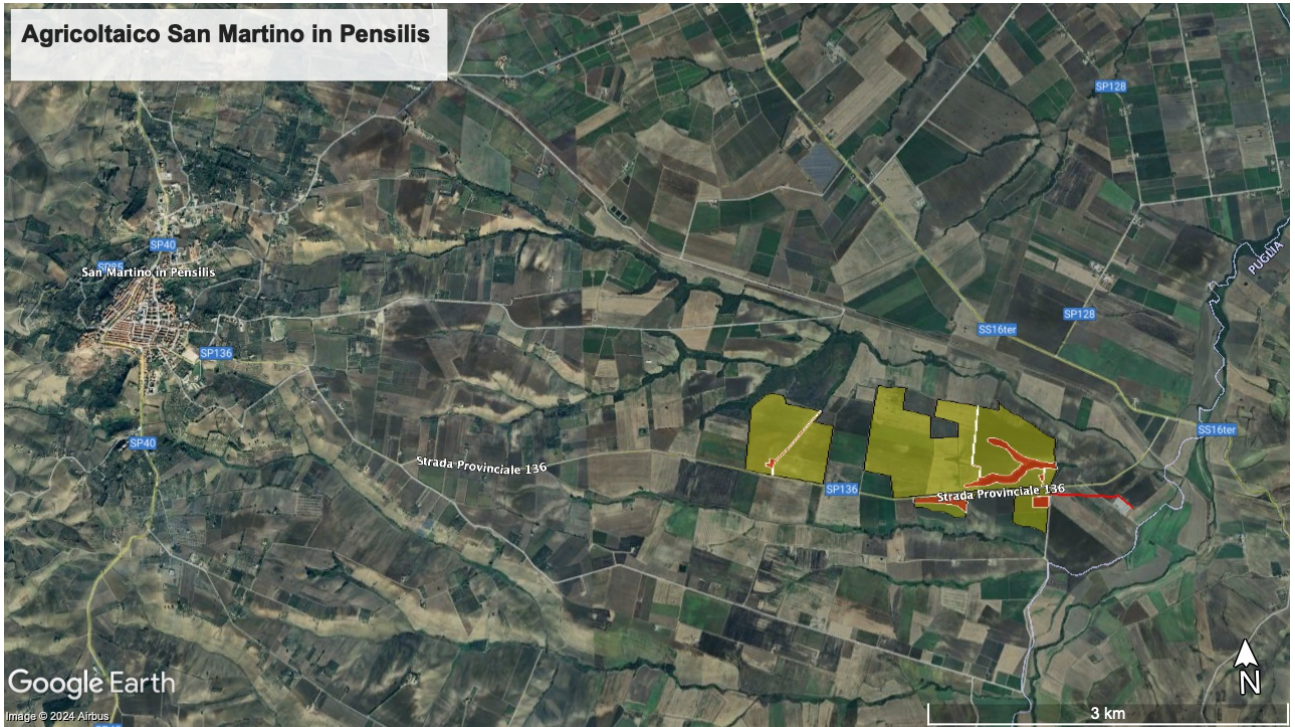 Agricoltaico San Martino in Pensilis
SP128
SP40
PUGLIA
San Martino in Pensilis
SP128
SS16ter
SP136
SS16ter
SP40
Strada Provinciale 136
SP136
Strada Provinciale 136
Google Earth
N
Image © 2024 Airbus
3 km